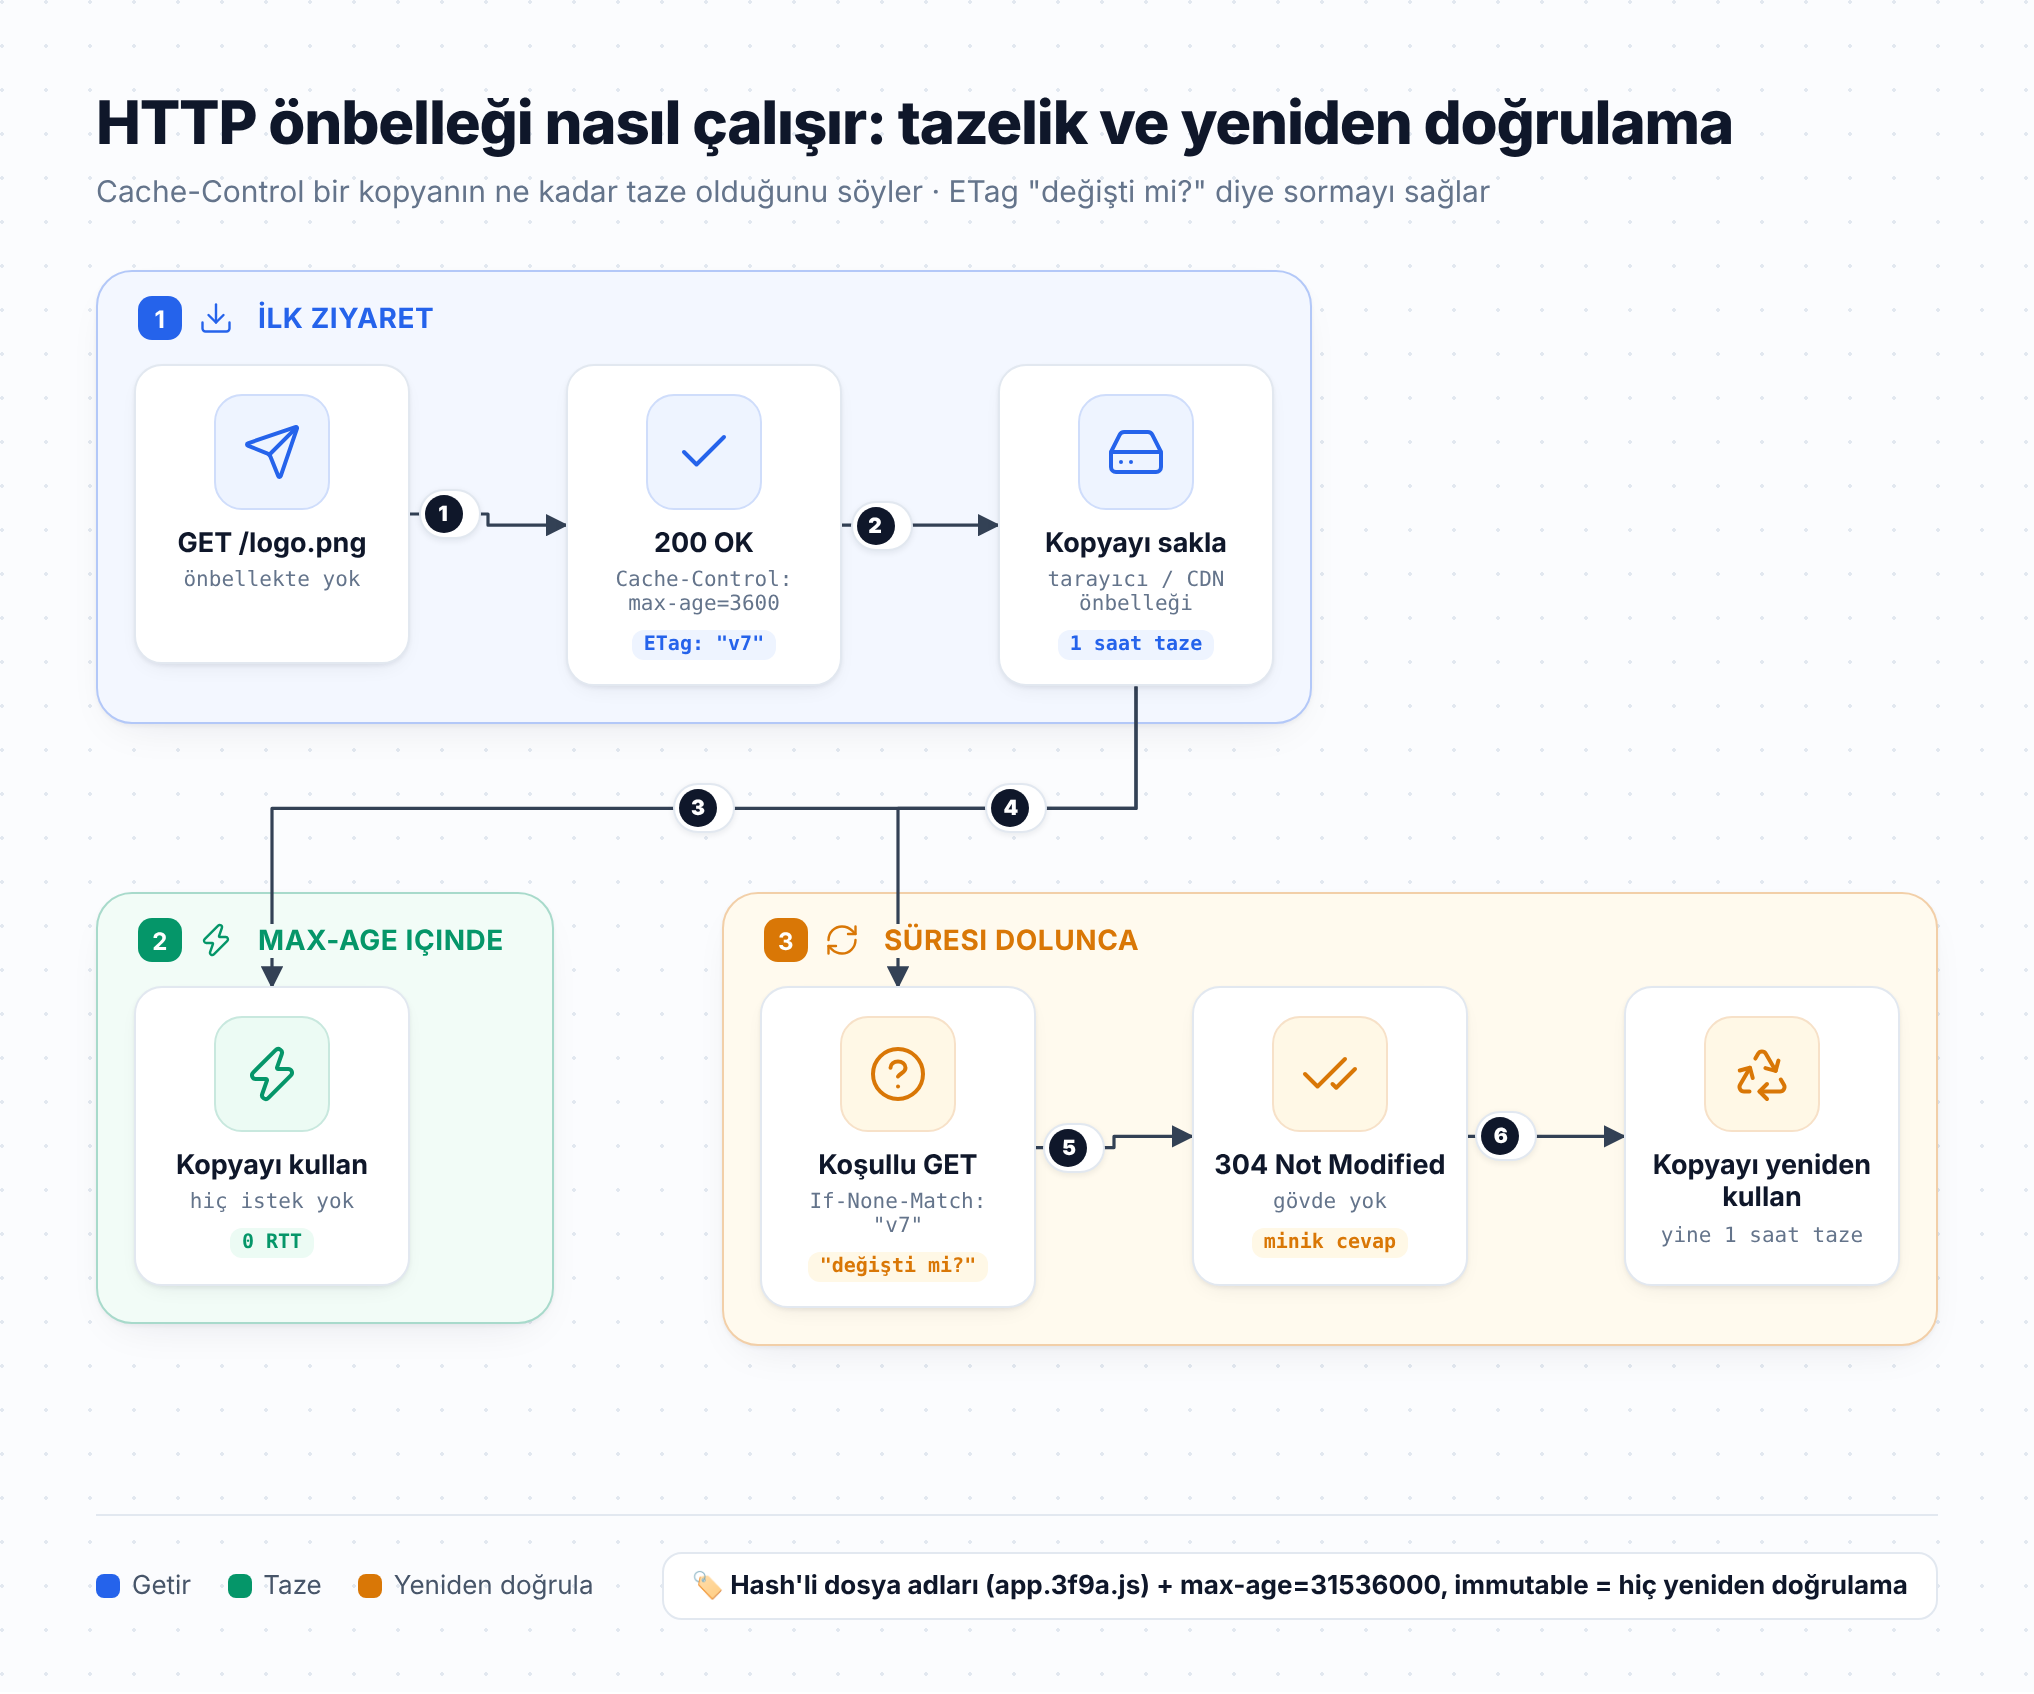 HTTP önbelleği nasıl çalışır: tazelik ve yeniden doğrulama
Cache-Control bir kopyanın ne kadar taze olduğunu söyler · ETag "değişti mi?" diye sormayı sağlar
1 İLK ZIYARET
GET /logo.png
önbellekte yok
1
200 OK
Cache-Control:
max-age=3600
ETag: "v7"
2
Kopyayı sakla
tarayıcı / CDN
önbelleği
1 saat taze
3
4
2 MAX-AGE IÇINDE
Kopyayı kullan
hiç istek yok
0 RTT
3 SÜRESI DOLUNCA
Koşullu GET
If-None-Match:
"v7"
"değişti mi?"
5
304 Not Modified
gövde yok
minik cevap
6
Kopyayı yeniden
kullan
yine 1 saat taze
Getir
Taze
Yeniden doğrula
🏷️ Hash'li dosya adları (app.3f9a.js) + max-age=31536000, immutable = hiç yeniden doğrulama